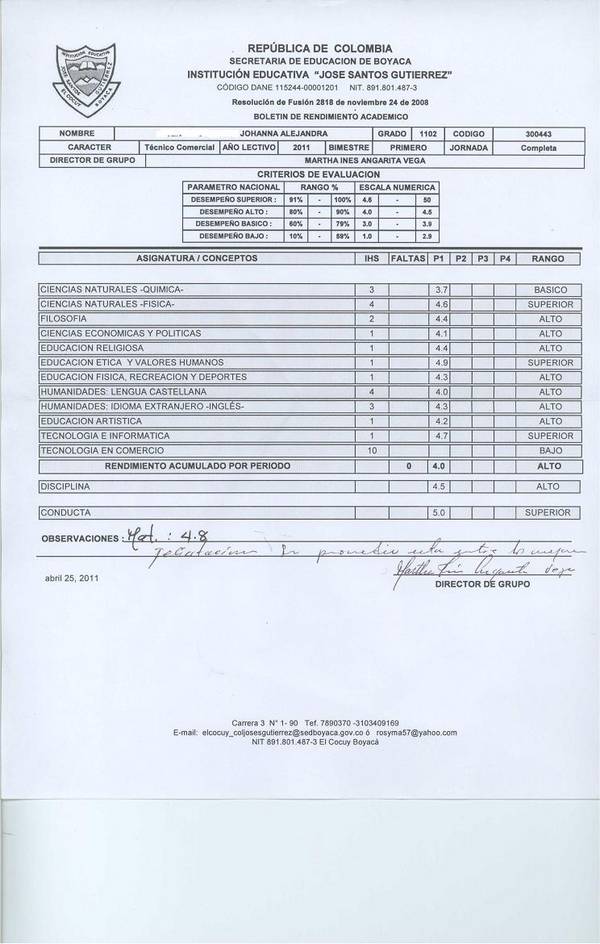 INSTITUCION EDUCATIVA
JOSE SANTOS GUTIERREZ
EL COCUY BOYACA
REPÚBLICA DE COLOMBIA
SECRETARIA DE EDUCACION DE BOYACA
INSTITUCIÓN EDUCATIVA "JOSE SANTOS GUTIERREZ"
CÓDIGO DANE 115244-00001201 NIT. 891.801.487-3
Resolución de Fusión 2818 de noviembre 24 de 2008
BOLETIN DE RENDIMIENTO ACADEMICO
NOMBRE JOHANNA ALEJANDRA GRADO 1102 CODIGO 300443
CARACTER Técnico Comercial AÑO LECTIVO 2011 BIMESTRE PRIMERO JORNADA Completa
DIRECTOR DE GRUPO MARTHA INES ANGARITA VEGA
CRITERIOS DE EVALUACION
PARAMETRO NACIONAL RANGO % ESCALA NUMERICA
DESEMPEÑO SUPERIOR : 91% - 100% 4.6 - 50
DESEMPEÑO ALTO : 80% - 90% 4.0 - 4.5
DESEMPEÑO BASICO : 60% - 79% 3.0 - 3.9
DESEMPEÑO BAJO : 10% - 59% 1.0 - 2.9
ASIGNATURA / CONCEPTOS IHS FALTAS P1 P2 P3 P4 RANGO
CIENCIAS NATURALES -QUIMICA- 3 3.7 BASICO
CIENCIAS NATURALES -FISICA- 4 4.6 SUPERIOR
FILOSOFIA 2 4.4 ALTO
CIENCIAS ECONOMICAS Y POLITICAS 1 4.1 ALTO
EDUCACION RELIGIOSA 1 4.4 ALTO
EDUCACION ETICA Y VALORES HUMANOS 1 4.9 SUPERIOR
EDUCACION FISICA, RECREACION Y DEPORTES 1 4.3 ALTO
HUMANIDADES: LENGUA CASTELLANA 4 4.0 ALTO
HUMANIDADES: IDIOMA EXTRANJERO -INGLÉS- 3 4.3 ALTO
EDUCACION ARTISTICA 1 4.2 ALTO
TECNOLOGIA E INFORMATICA 1 4.7 SUPERIOR
TECNOLOGIA EN COMERCIO 10 BAJO
RENDIMIENTO ACUMULADO POR PERIODO 0 4.0 ALTO
DISCIPLINA 4.5 ALTO
CONDUCTA 5.0 SUPERIOR
OBSERVACIONES : Mat. : 4.8
esta entre los mejores
Martha Inés Angarita Vega
abril 25, 2011
DIRECTOR DE GRUPO
Carrera 3 N° 1- 90 Tef. 7890370 -3103409169
E-mail: elcocuy_coljosesgutierrez@sedboyaca.gov.co ó rosyma57@yahoo.com
NIT 891.801.487-3 El Cocuy Boyacá